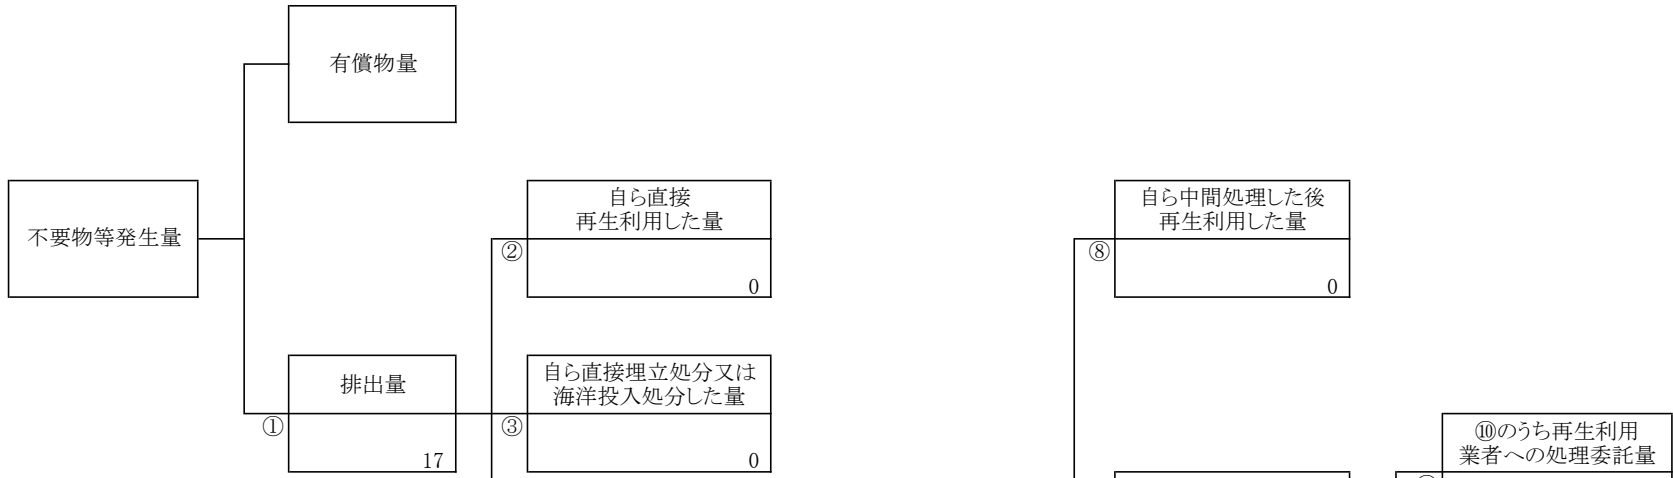 有償物量
不要物等発生量
自ら直接
再生利用した量
②
0
自ら中間処理した後
再生利用した量
⑧
0
排出量
①
17
自ら直接埋立処分又は
海洋投入処分した量
③
0
⑩のうち再生利用
業者への処理委託量